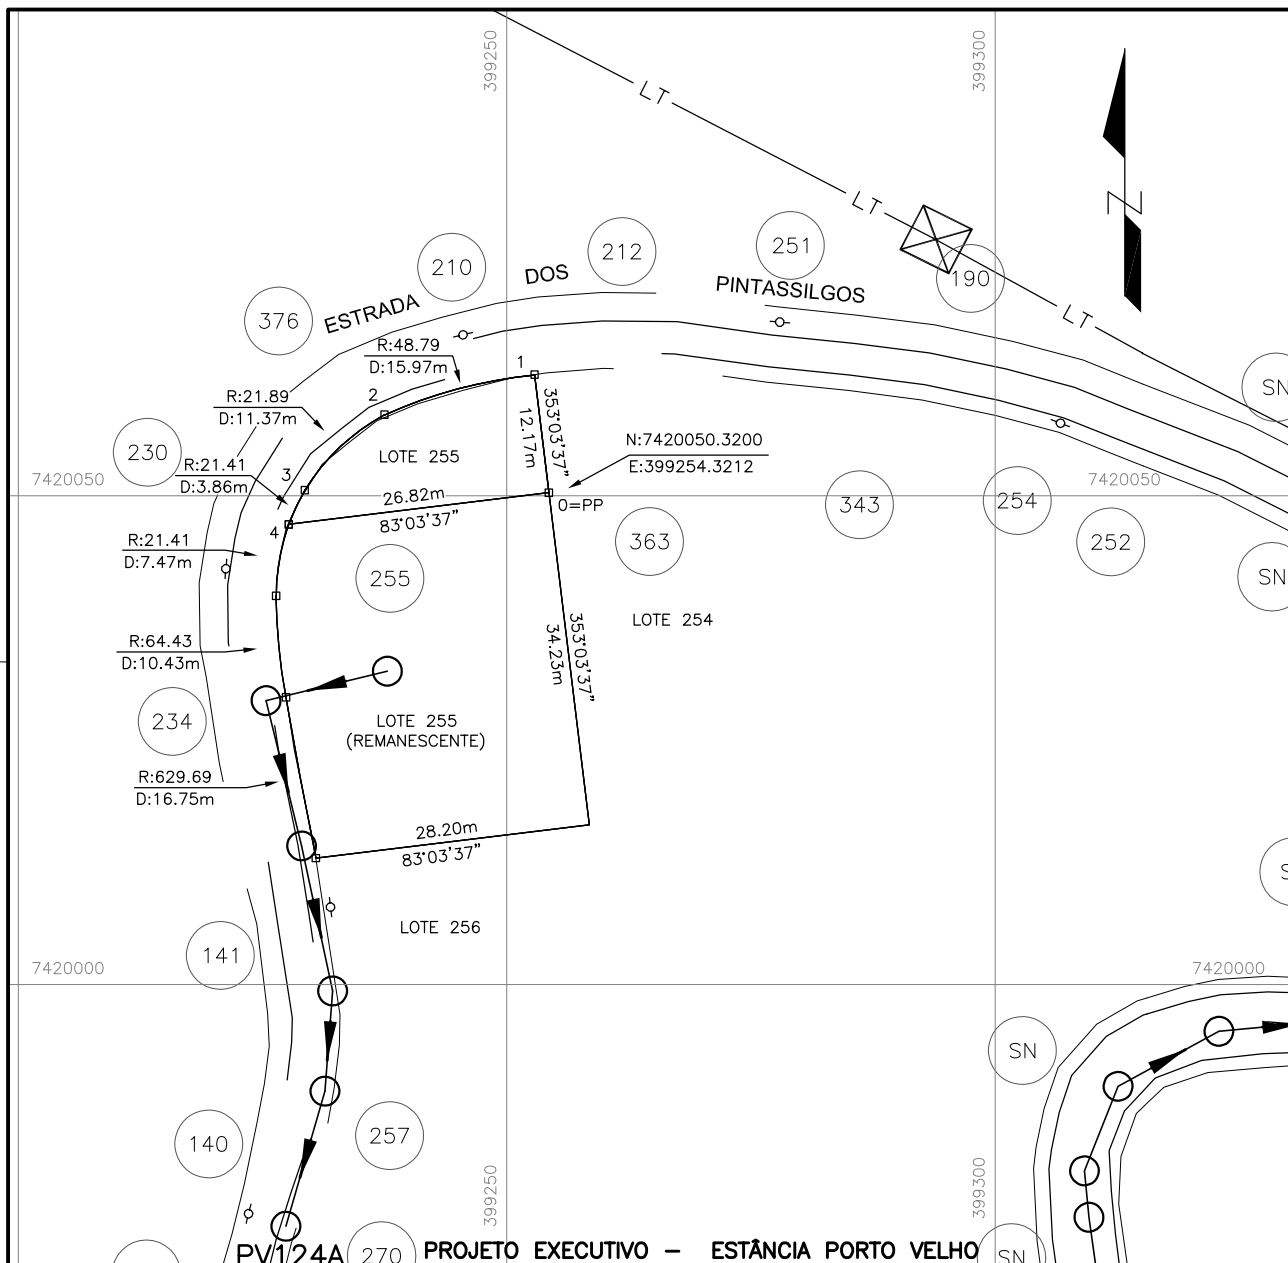 399250
399300
LT
LT
LT
N
251
212
210
190
DOS
PINTASSILGOS
376
ESTRADA
R:48.79
D:15.97m
1
2
R:21.89
D:11.37m
SN
353°03'37"
12.17m
230
LOTE 255
N:7420050.3200
E:399254.3212
R:21.41
D:3.86m
3
7420050
7420050
26.82m
83°03'37"
0=PP
343
254
4
R:21.41
D:7.47m
363
252
255
SN
LOTE 254
353°03'37"
34.23m
R:64.43
D:10.43m
234
LOTE 255
(REMANESCENTE)
R:629.69
D:16.75m
28.20m
83°03'37"
LOTE 256
141
7420000
7420000
SN
140
257
399250
399300
PV124A
270
PROJETO EXECUTIVO - ESTÂNCIA PORTO VELHO
SN